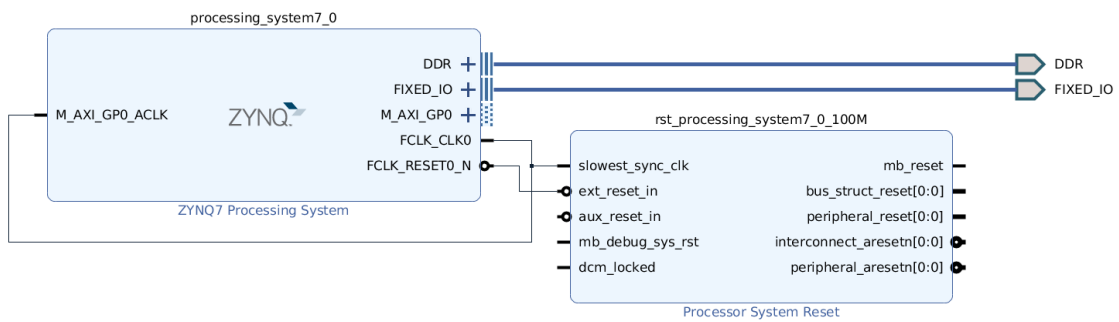 processing_system7_0
DDR
FIXED_IO
M_AXI_GP0_ACLK
ZYNQ
M_AXI_GP0
FCLK_CLK0
FCLK_RESET0_N
ZYNQ7 Processing System
DDR
FIXED_IO
rst_processing_system7_0_100M
slowest_sync_clk
mb_reset
ext_reset_in
bus_struct_reset[0:0]
aux_reset_in
peripheral_reset[0:0]
mb_debug_sys_rst
interconnect_aresetn[0:0]
dcm_locked
peripheral_aresetn[0:0]
Processor System Reset